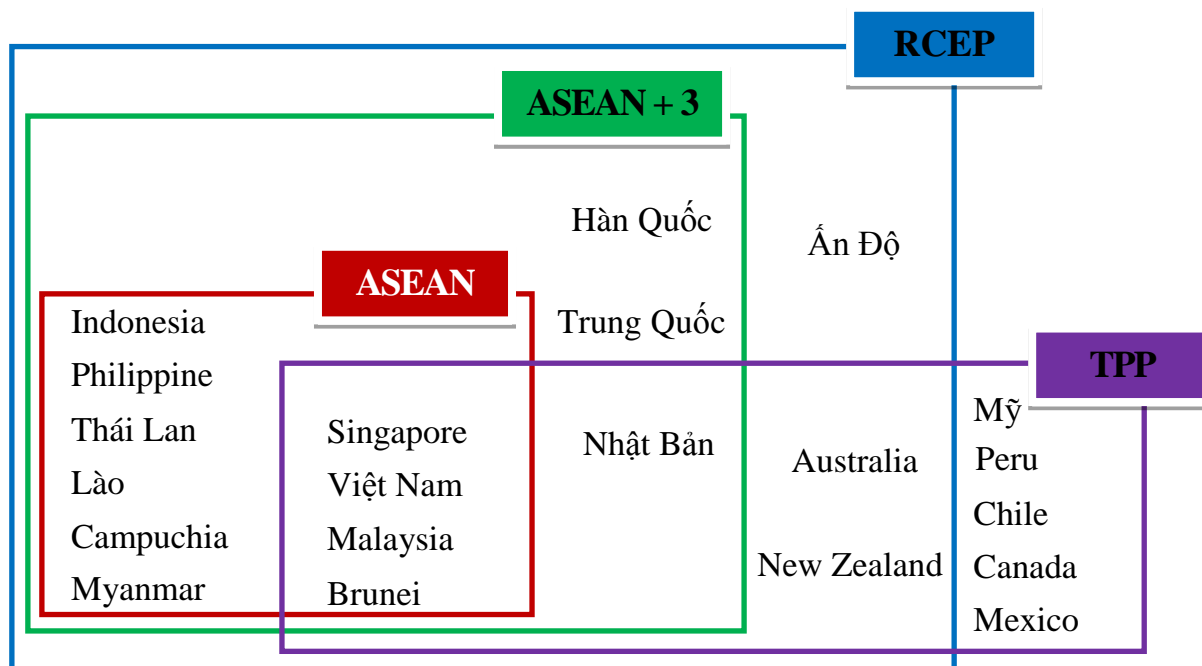 RCEP
ASEAN + 3
Hàn Quốc
Ấn Độ
ASEAN
Indonesia
Trung Quốc
Philippine
TPP
Thái Lan
Singapore
Nhật Bản
Mỹ
Lào
Việt Nam
Australia
Peru
Campuchia
Malaysia
Chile
Myanmar
Brunei
New Zealand
Canada
Mexico